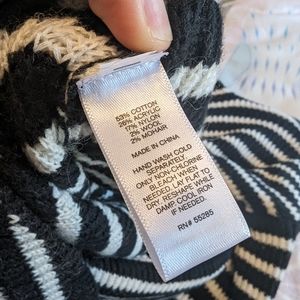 53% COTTON
26% ACRYLIC
17% NYLON
2% WOOL
2% MOHAIR
MADE IN CHINA
HAND WASH COLD
SEPARATELY
ONLY NON-CHLORINE
BLEACH WHEN
NEEDED. LAY FLAT TO
DRY. RESHAPE WHILE
DAMP. COOL IRON
IF NEEDED.
RN# 55285